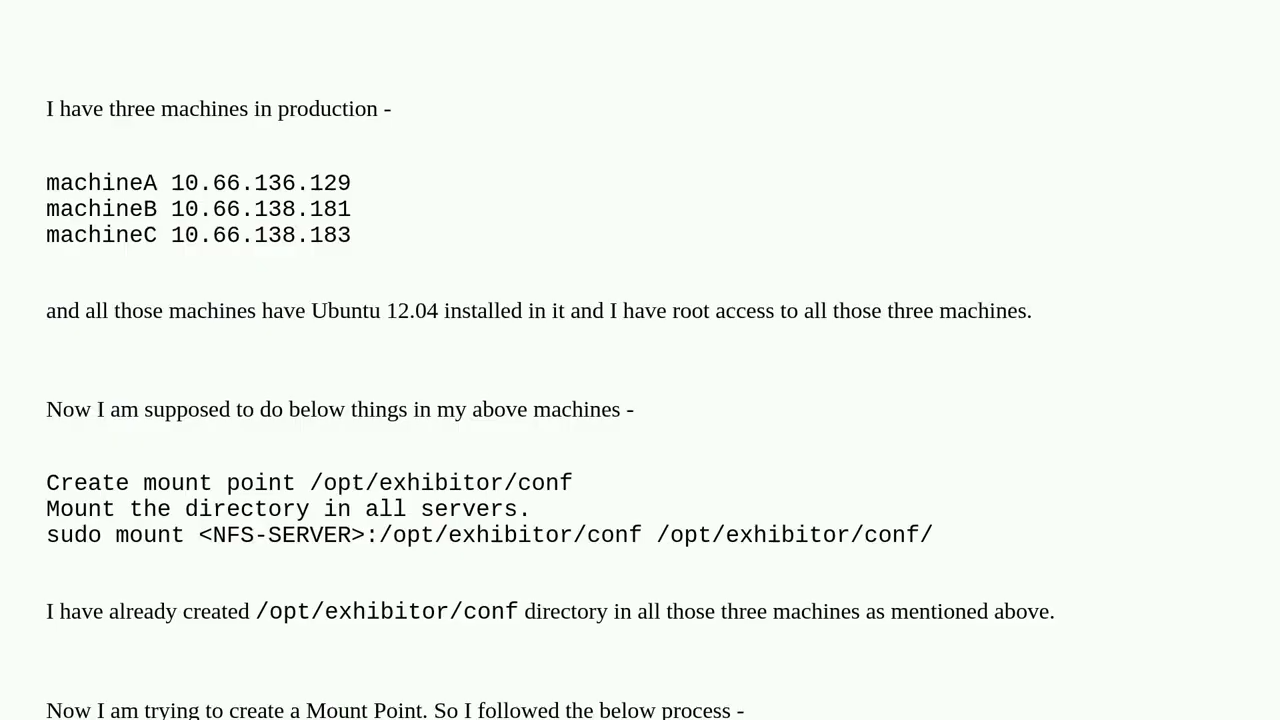 I have three machines in production -
machineA 10.66.136.129
machineB 10.66.138.181
machineC 10.66.138.183
and all those machines have Ubuntu 12.04 installed in it and I have root access to all those three machines.
Now I am supposed to do below things in my above machines -
Create mount point /opt/exhibitor/conf
Mount the directory in all servers.
sudo mount <NFS-SERVER>:/opt/exhibitor/conf /opt/exhibitor/conf/
I have already created /opt/exhibitor/conf directory in all those three machines as mentioned above.
Now I am trying to create a Mount Point. So I followed the below process -